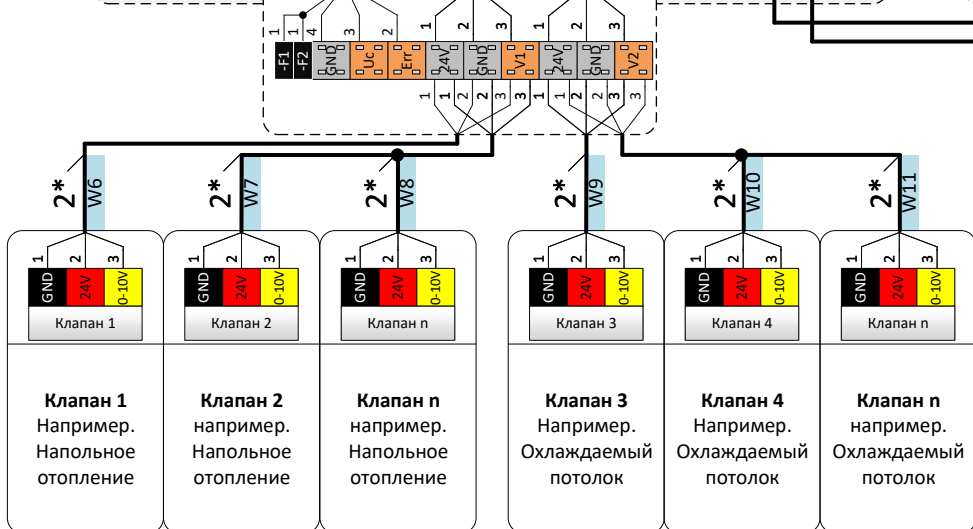 1 1 4 3 2 1 2 3 1 2 3
-F1 -F2 GND Uc Err 24V GND V1 24V GND V2
1 1 2 2 3 3 1 1 2 2 3 3
2* W6 2* W7 2* W8 2* W9 2* W10 2* W11
1 2 3 1 2 3 1 2 3 1 2 3 1 2 3 1 2 3
GND 24V 0-10V GND 24V 0-10V GND 24V 0-10V GND 24V 0-10V GND 24V 0-10V GND 24V 0-10V
Клапан 1 Клапан 2 Клапан n Клапан 3 Клапан 4 Клапан n
Клапан 1
Например.
Напольное
отопление
Клапан 2
например.
Напольное
отопление
Клапан n
например.
Напольное
отопление
Клапан 3
Например.
Охлаждаемый
потолок
Клапан 4
Например.
Охлаждаемый
потолок
Клапан n
например.
Охлаждаемый
потолок